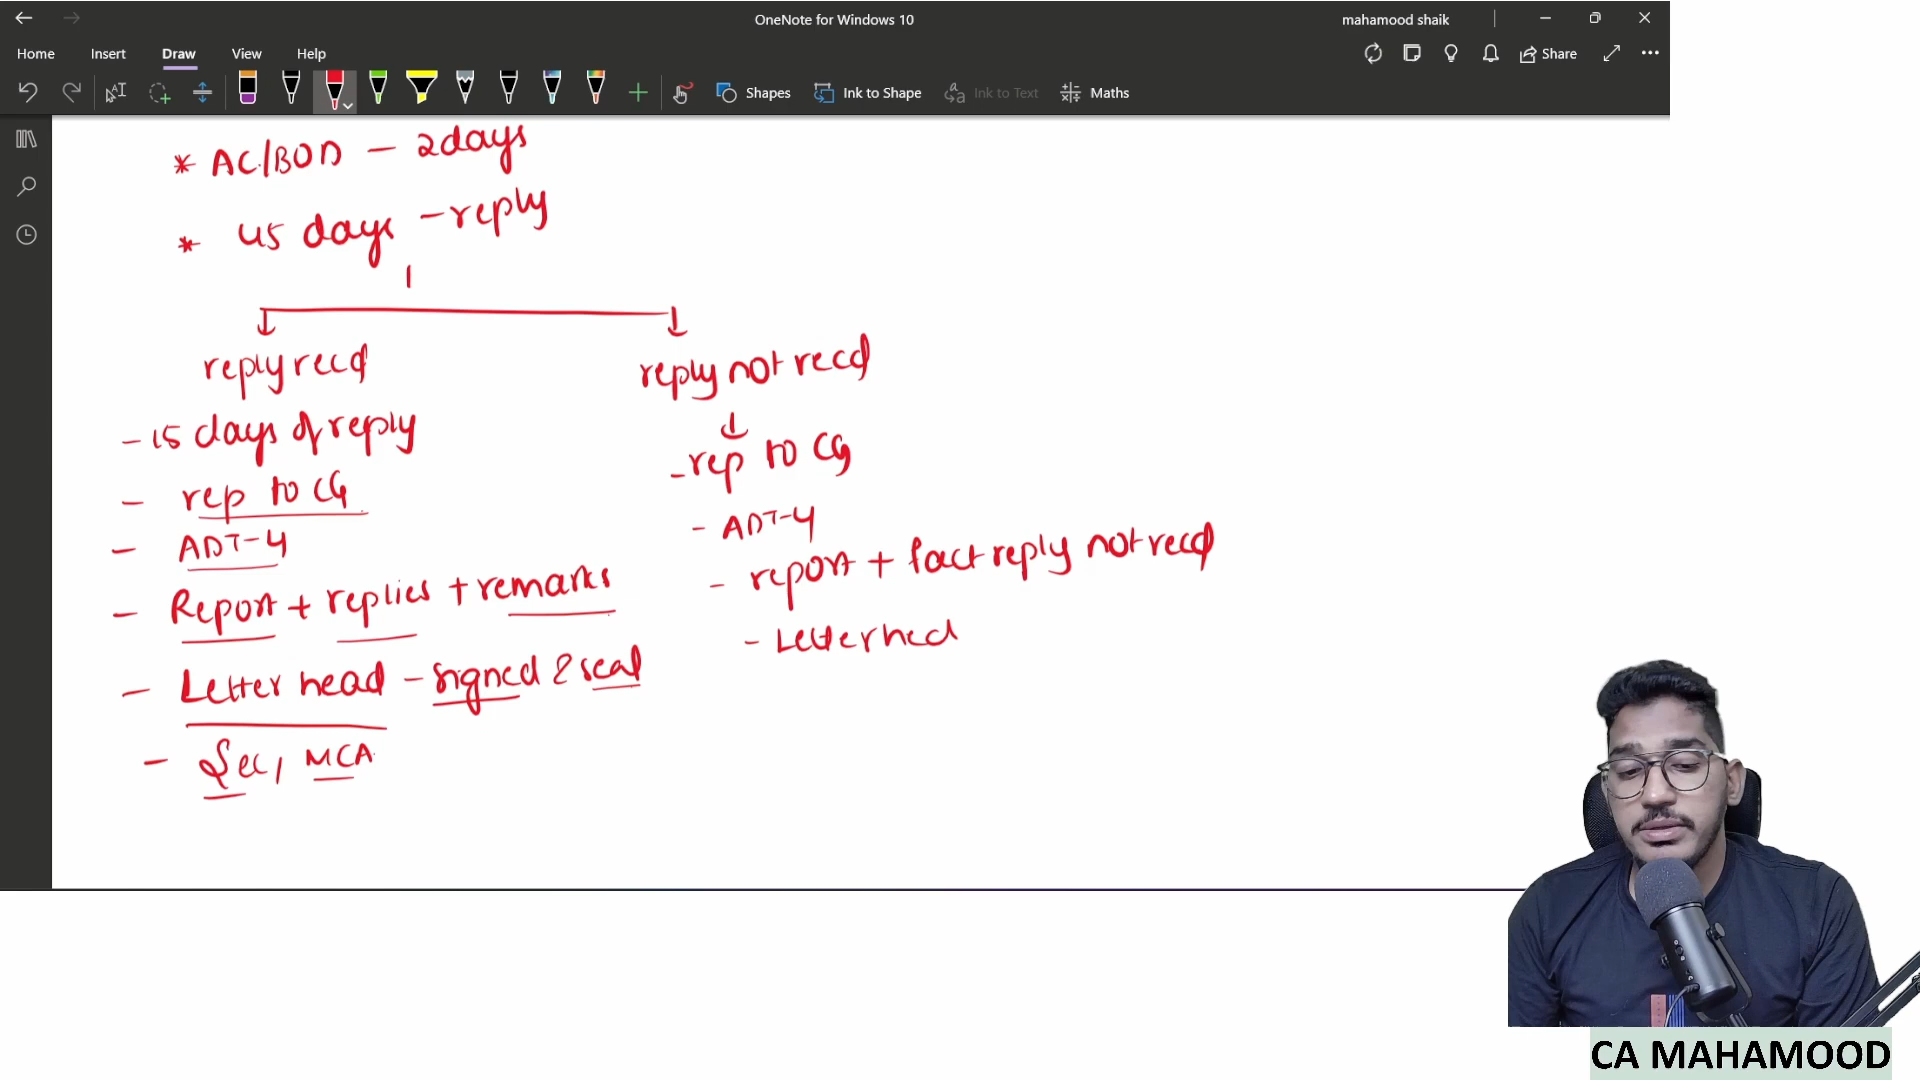 OneNote for Windows 10
mahamood shaik
Home Insert Draw View Help
Share
Shapes Ink to Shape Ink to Text Maths
* AC/BOD - 2days
* 45 days - reply
reply recd
reply not recd
- 15 days of reply
- rep to CG
- rep to CG
- ADT-4
- ADT-4
- Report + replies + remarks
- report + fact reply not recd
- Letter head - signed & seal
- Letterhed
- Sec, MCA
CA MAHAMOOD